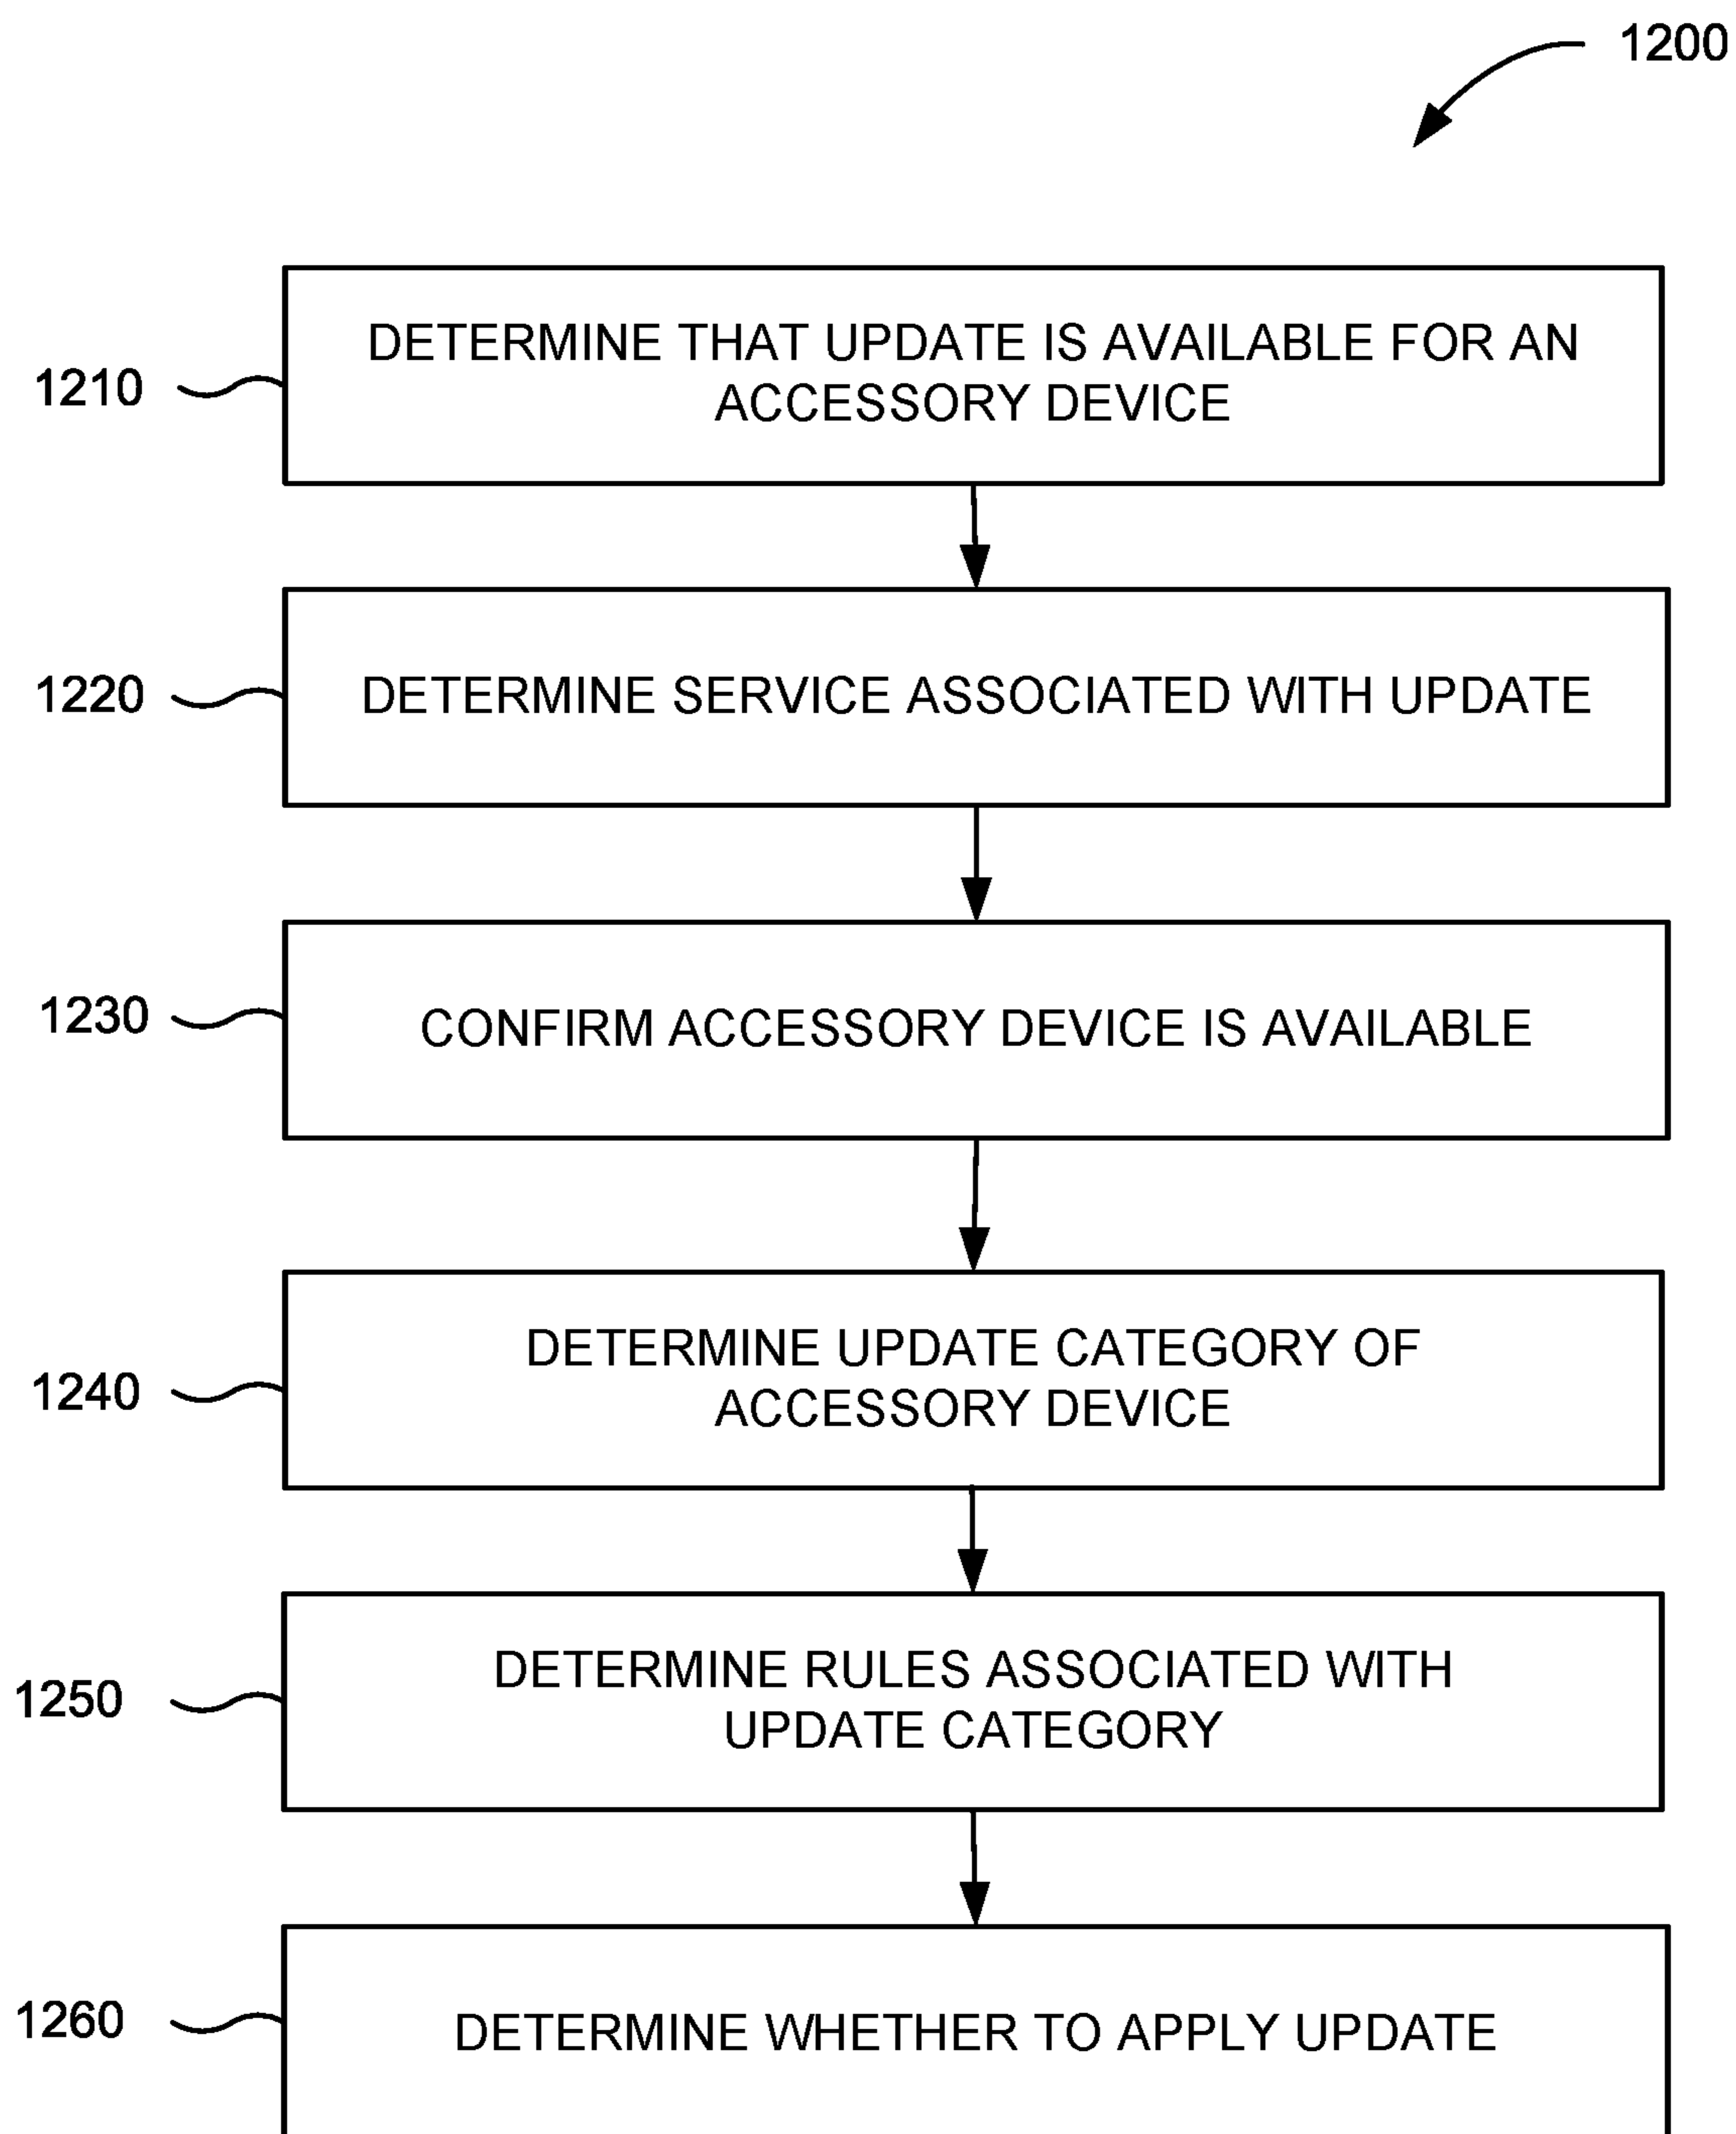 1200
1210
DETERMINE THAT UPDATE IS AVAILABLE FOR AN
ACCESSORY DEVICE
1220
DETERMINE SERVICE ASSOCIATED WITH UPDATE
1230
CONFIRM ACCESSORY DEVICE IS AVAILABLE
1240
DETERMINE UPDATE CATEGORY OF
ACCESSORY DEVICE
1250
DETERMINE RULES ASSOCIATED WITH
UPDATE CATEGORY
1260
DETERMINE WHETHER TO APPLY UPDATE